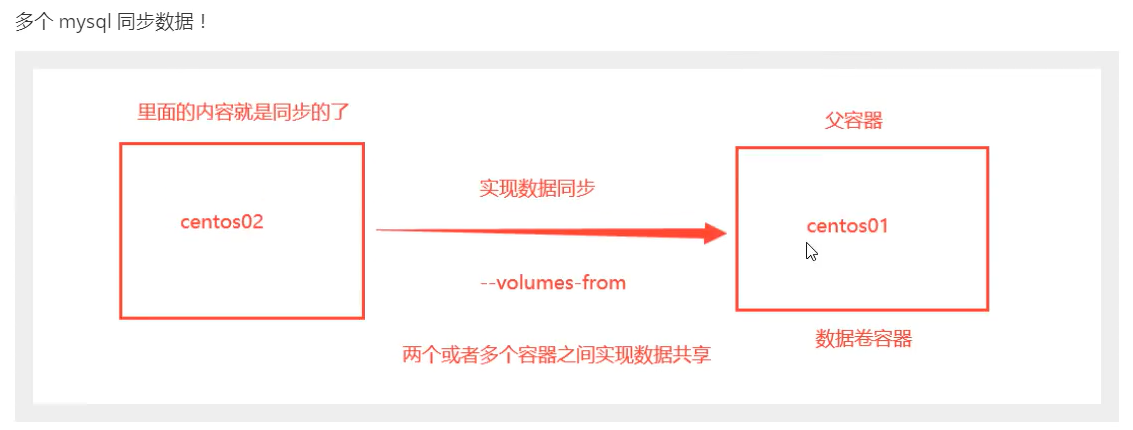 多个 mysql 同步数据！
里面的内容就是同步的了
父容器
实现数据同步
centos02
centos01
--volumes-from
数据卷容器
两个或者多个容器之间实现数据共享